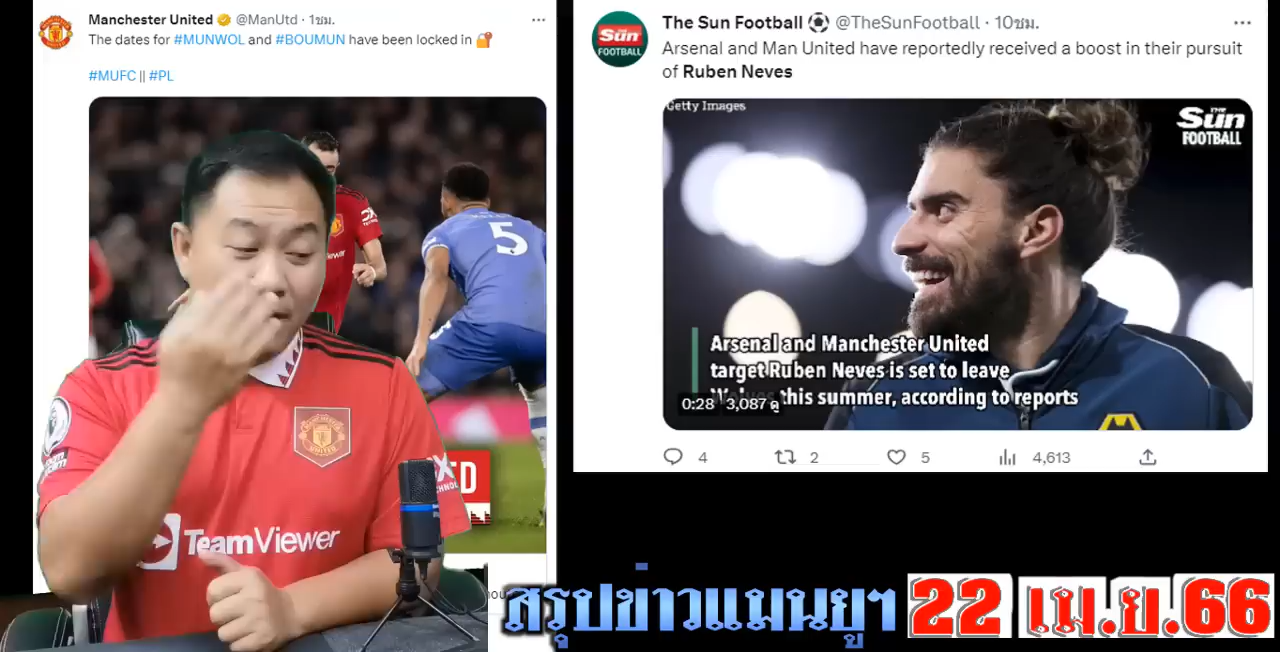 Manchester United @ManUtd · 1ชม.
The dates for #MUNWOL and #BOUMUN have been locked in
#MUFC || #PL
5
TeamViewer
The Sun Football @TheSunFootball · 10ชม.
Arsenal and Man United have reportedly received a boost in their pursuit
of Ruben Neves
Getty Images
THE
Sun
FOOTBALL
Arsenal and Manchester United
target Ruben Neves is set to leave
this summer, according to reports
0:28 3,087 ดู
4 2 5 4,613
สรุปข่าวแมนยูฯ 22 เม.ย.66